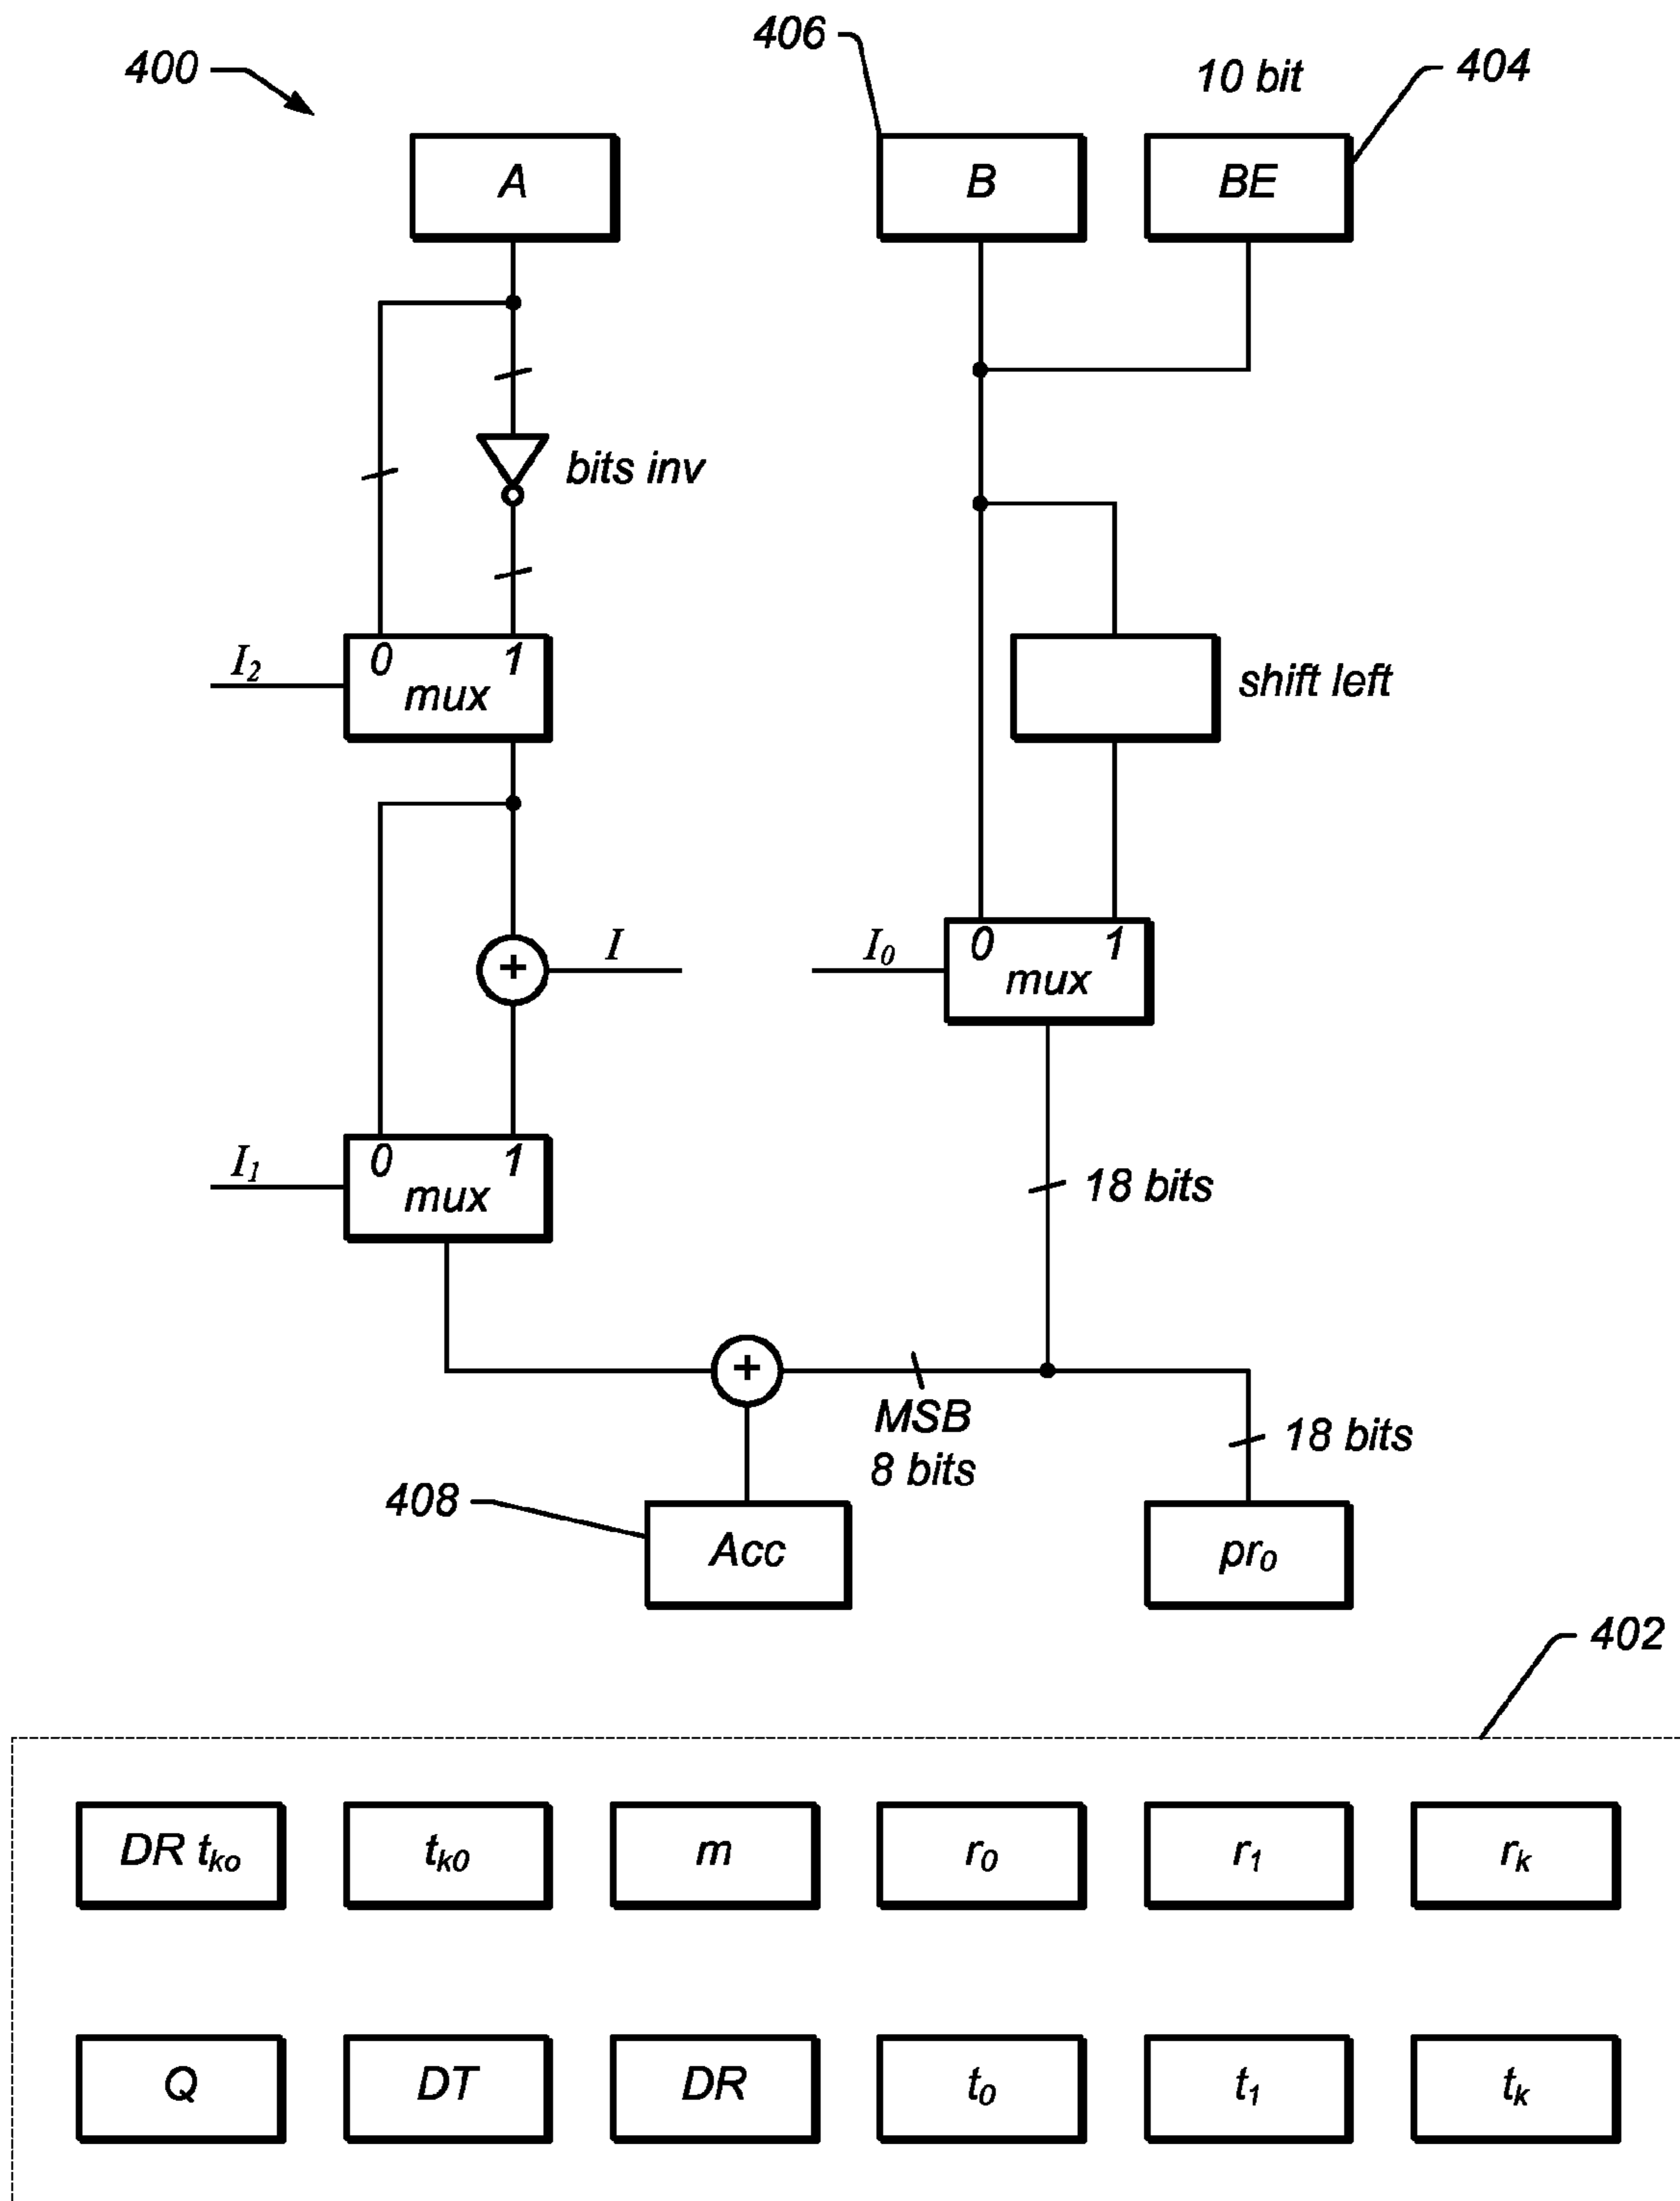 400
406
10 bit
404
A
B
BE
bits inv
I₂
0 1
mux
shift left
I
I₀
0 1
mux
I₁
0 1
mux
18 bits
MSB
8 bits
18 bits
408
Acc
pr₀
402
DR tₖₒ
tₖ₀
m
r₀
r₁
rₖ
Q
DT
DR
t₀
t₁
tₖ